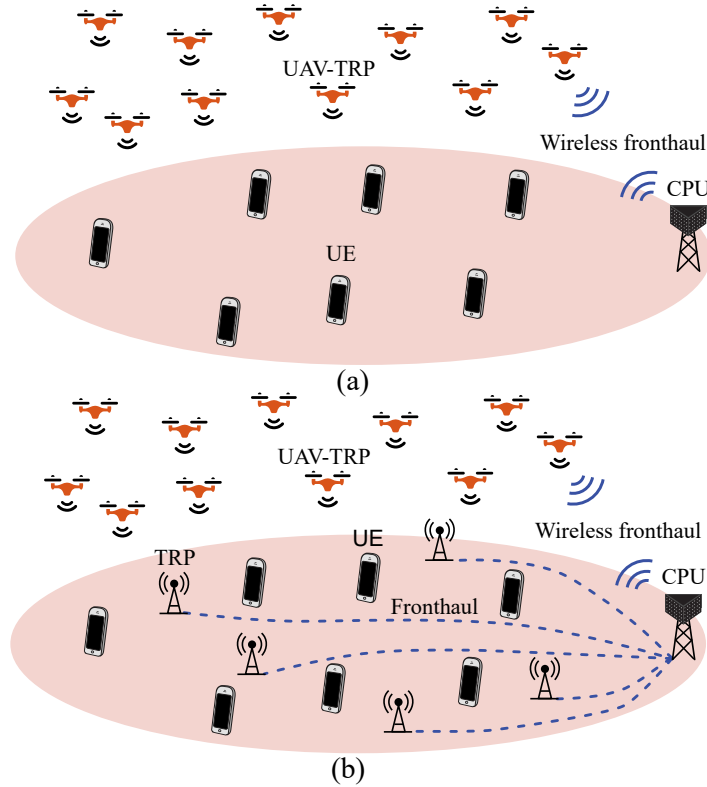 UAV-TRP
Wireless fronthaul
CPU
UE
(a)
UAV-TRP
Wireless fronthaul
UE
TRP
CPU
Fronthaul
(b)